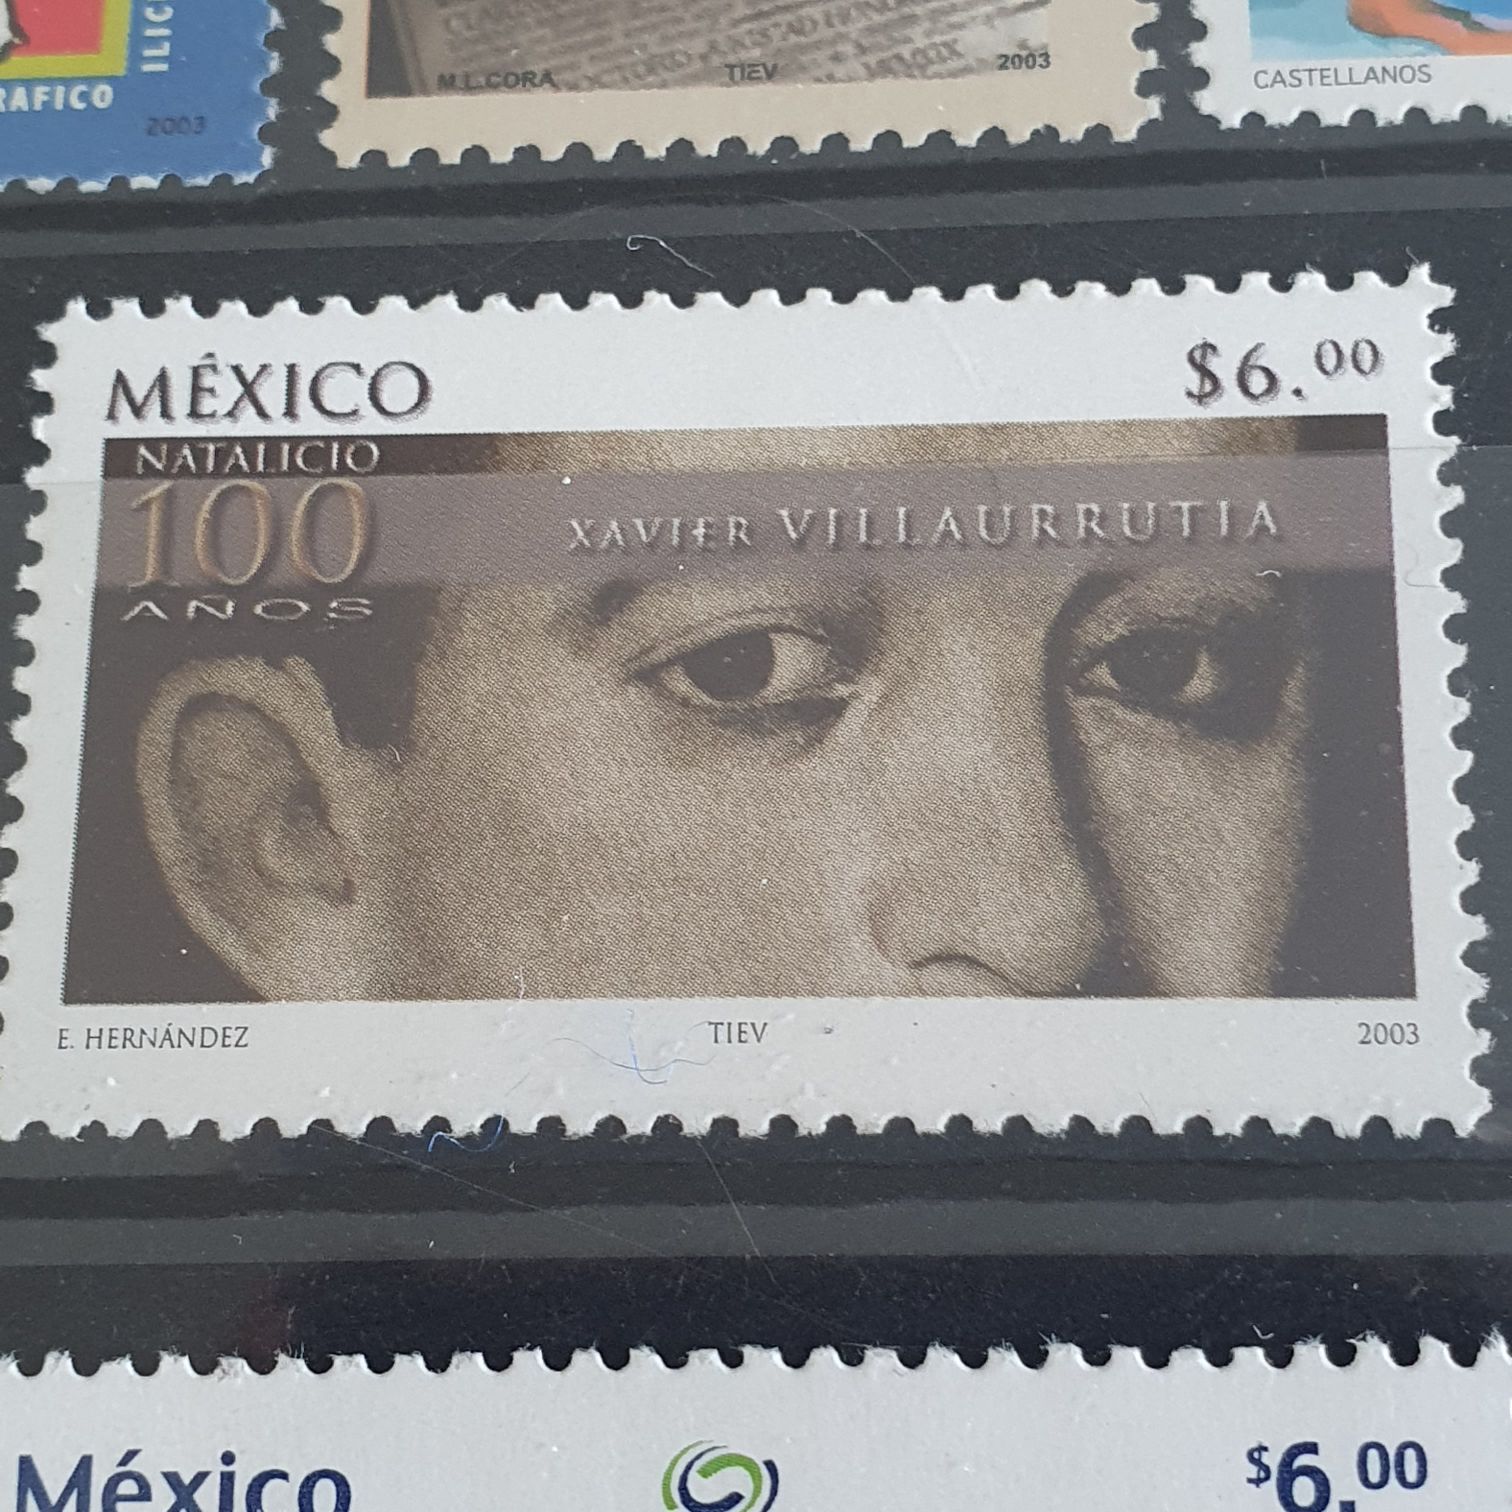 ILIC
RAFICO
2003
M.L.CORA TIEV 2003
CASTELLANOS
MÉXICO $6.00
NATALICIO
100
AÑOS
XAVIER VILLAURRUTIA
E. HERNÁNDEZ TIEV 2003
México $6.00